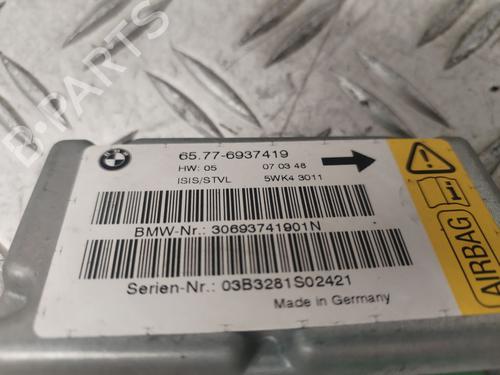 BMW
65.77-6937419
HW: 05 07 03 48
ISIS/STVL 5WK4 3011
BMW-Nr.: 30693741901N
Serien-Nr.: 03B3281S02421
Made in Germany
AIRBAG
B-PARTS